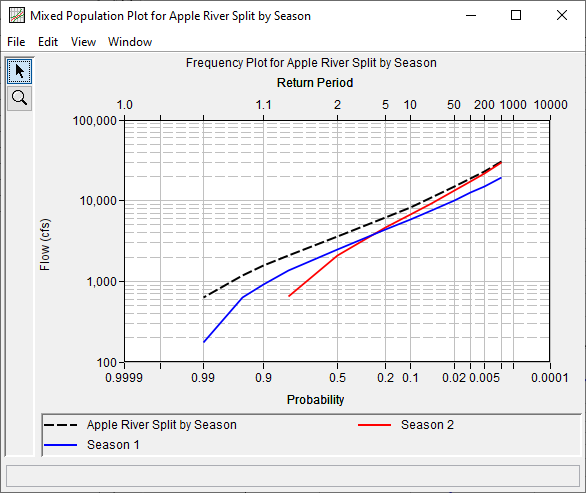 Mixed Population Plot for Apple River Split by Season
File Edit View Window
Frequency Plot for Apple River Split by Season
Return Period
1.0 1.1 2 5 10 50 200 1000 10000
100,000
10,000
1,000
100
Flow (cfs)
0.9999 0.99 0.9 0.5 0.2 0.1 0.02 0.005 0.0001
Probability
Apple River Split by Season Season 2
Season 1